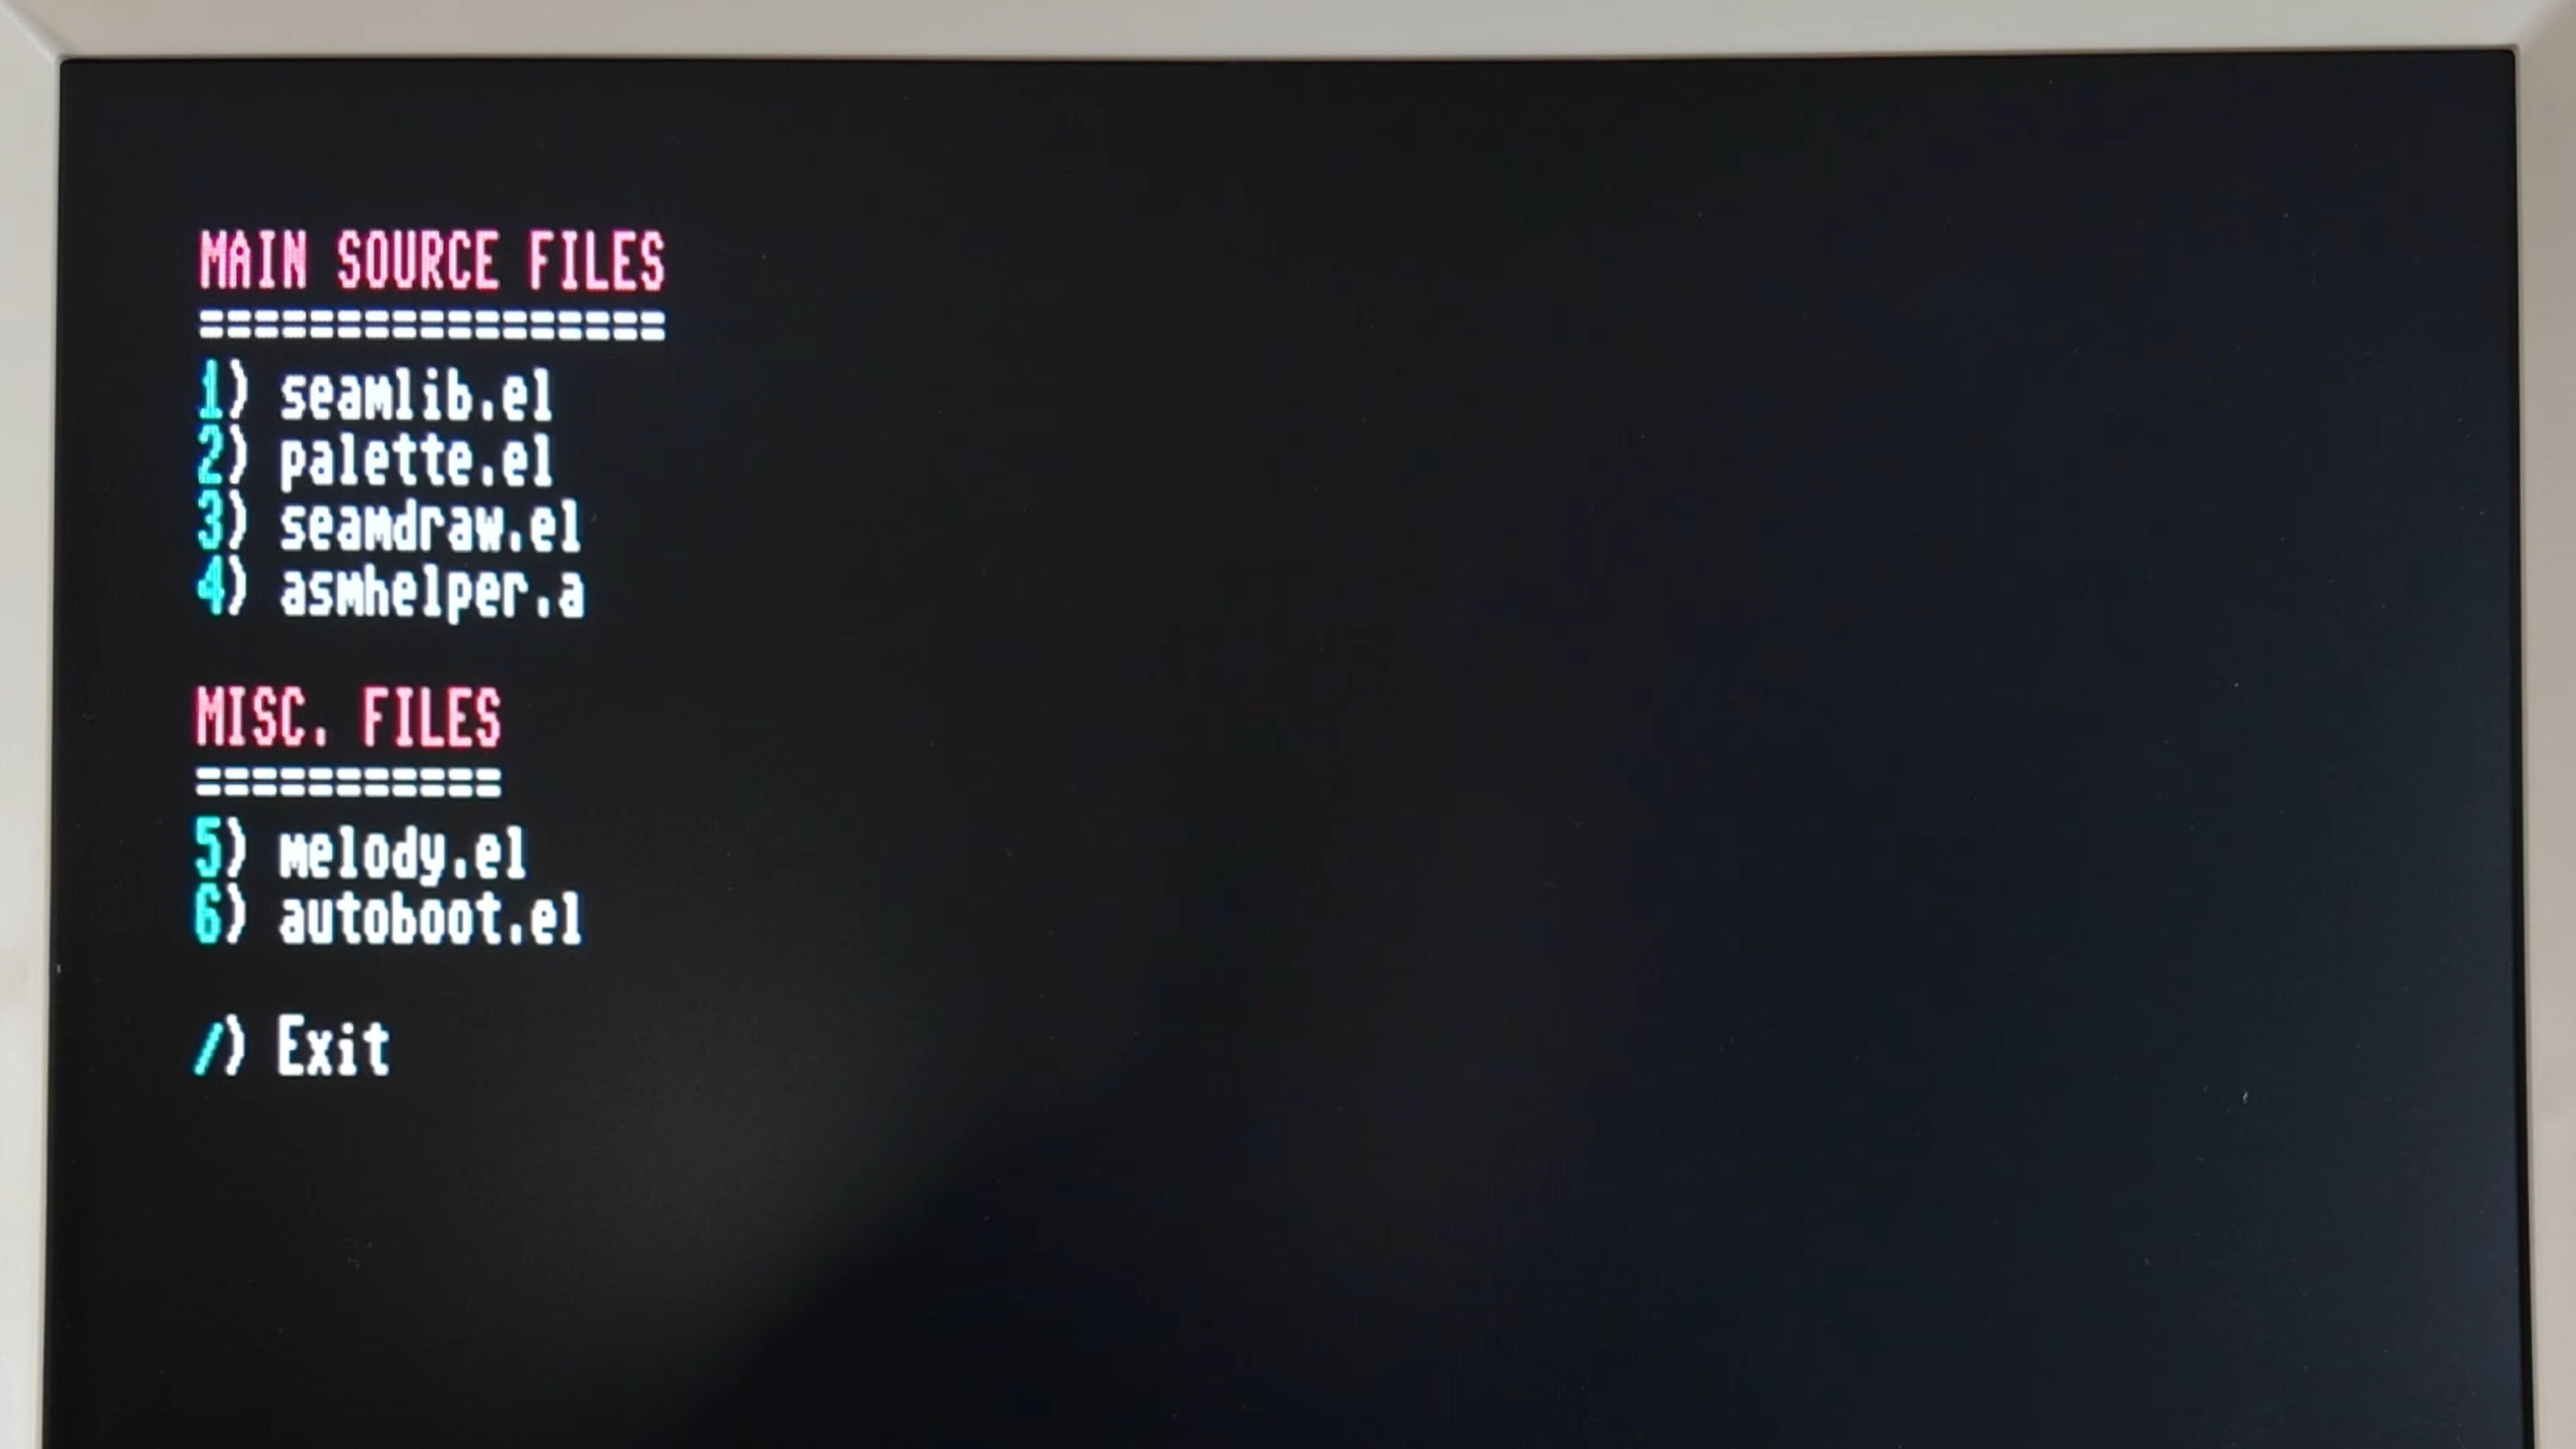 MAIN SOURCE FILES
=================
1) seamlib.el
2) palette.el
3) seamdraw.el
4) asmhelper.a
MISC. FILES
===========
5) melody.el
6) autoboot.el
/) Exit